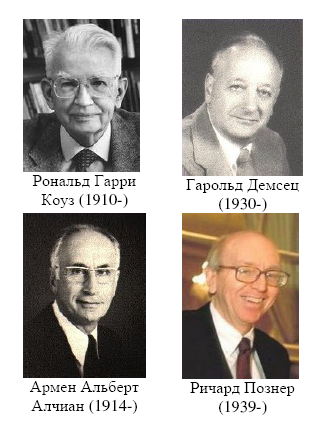 Рональд Гарри
Коуз (1910-)
Гарольд Демсец
(1930-)
Армен Альберт
Алчиан (1914-)
Ричард Познер
(1939-)